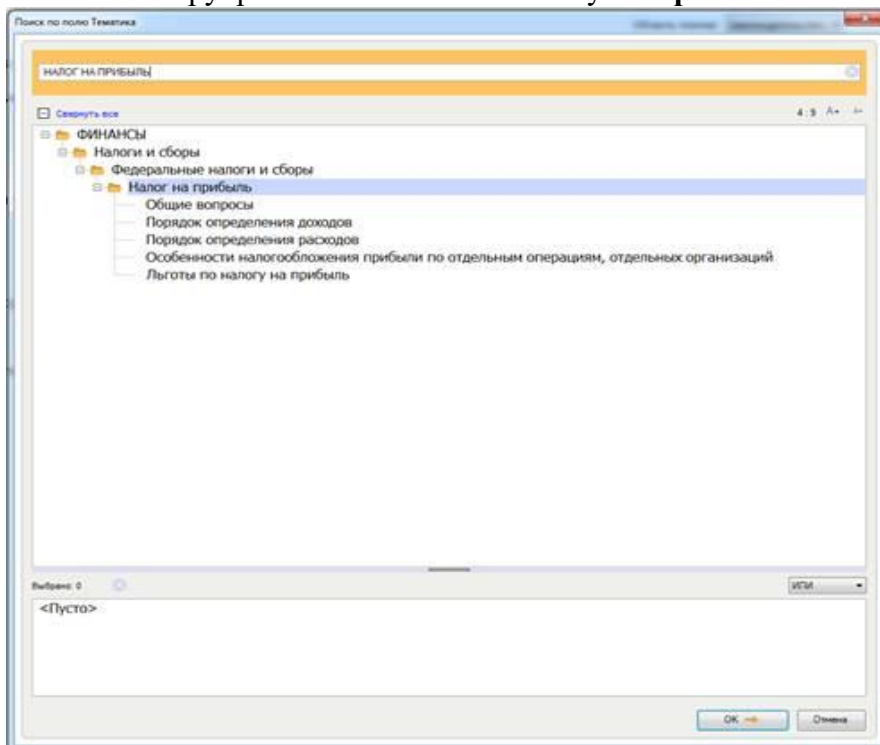 Поиск по полю Тематика
НАЛОГ НА ПРИБЫЛЬ
Свернуть все
4 : 9 A+
ФИНАНСЫ
Налоги и сборы
Федеральные налоги и сборы
Налог на прибыль
Общие вопросы
Порядок определения доходов
Порядок определения расходов
Особенности налогообложения прибыли по отдельным операциям, отдельных организаций
Льготы по налогу на прибыль
Выбрано: 0
ИЛИ
<Пусто>
ОК
Отмена